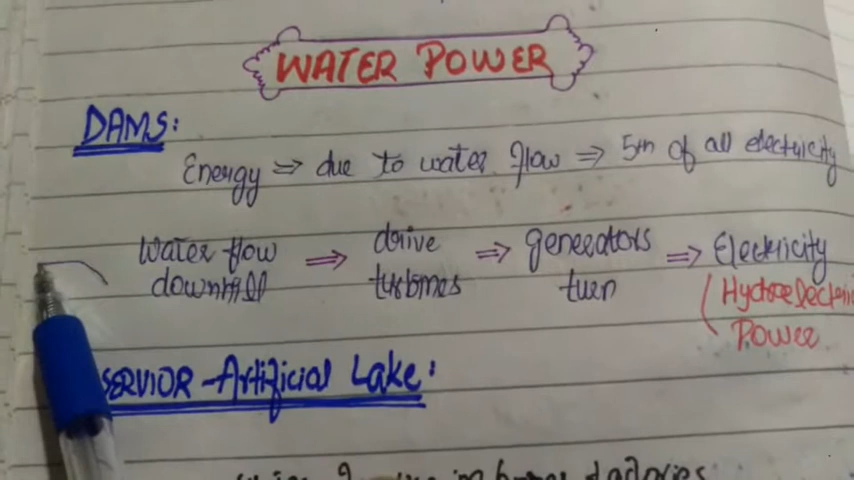 WATER POWER
DAMS:
Energy ⇒ due to water flow ⇒ 5th of all electricity
Water flow downhill ⇒ drive turbines ⇒ generators turn ⇒ Electricity
(Hydroelectric
Power
SERVIOR - Artificial Lake: